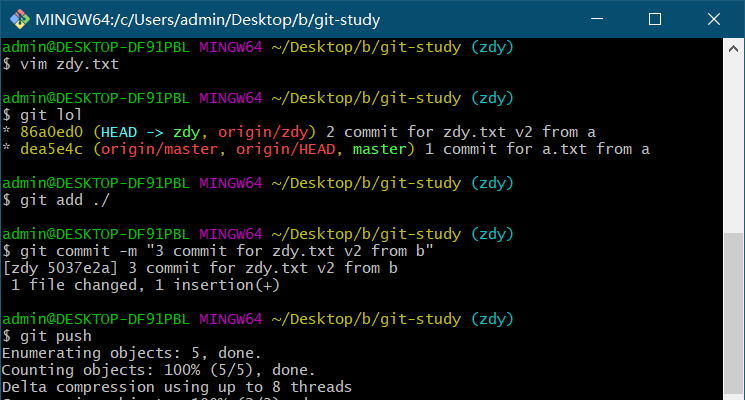 MINGW64:/c/Users/admin/Desktop/b/git-study
admin@DESKTOP-DF91PBL MINGW64 ~/Desktop/b/git-study (zdy)
$ vim zdy.txt
admin@DESKTOP-DF91PBL MINGW64 ~/Desktop/b/git-study (zdy)
$ git lol
* 86a0ed0 (HEAD -> zdy, origin/zdy) 2 commit for zdy.txt v2 from a
* dea5e4c (origin/master, origin/HEAD, master) 1 commit for a.txt from a
admin@DESKTOP-DF91PBL MINGW64 ~/Desktop/b/git-study (zdy)
$ git add ./
admin@DESKTOP-DF91PBL MINGW64 ~/Desktop/b/git-study (zdy)
$ git commit -m "3 commit for zdy.txt v2 from b"
[zdy 5037e2a] 3 commit for zdy.txt v2 from b
 1 file changed, 1 insertion(+)
admin@DESKTOP-DF91PBL MINGW64 ~/Desktop/b/git-study (zdy)
$ git push
Enumerating objects: 5, done.
Counting objects: 100% (5/5), done.
Delta compression using up to 8 threads